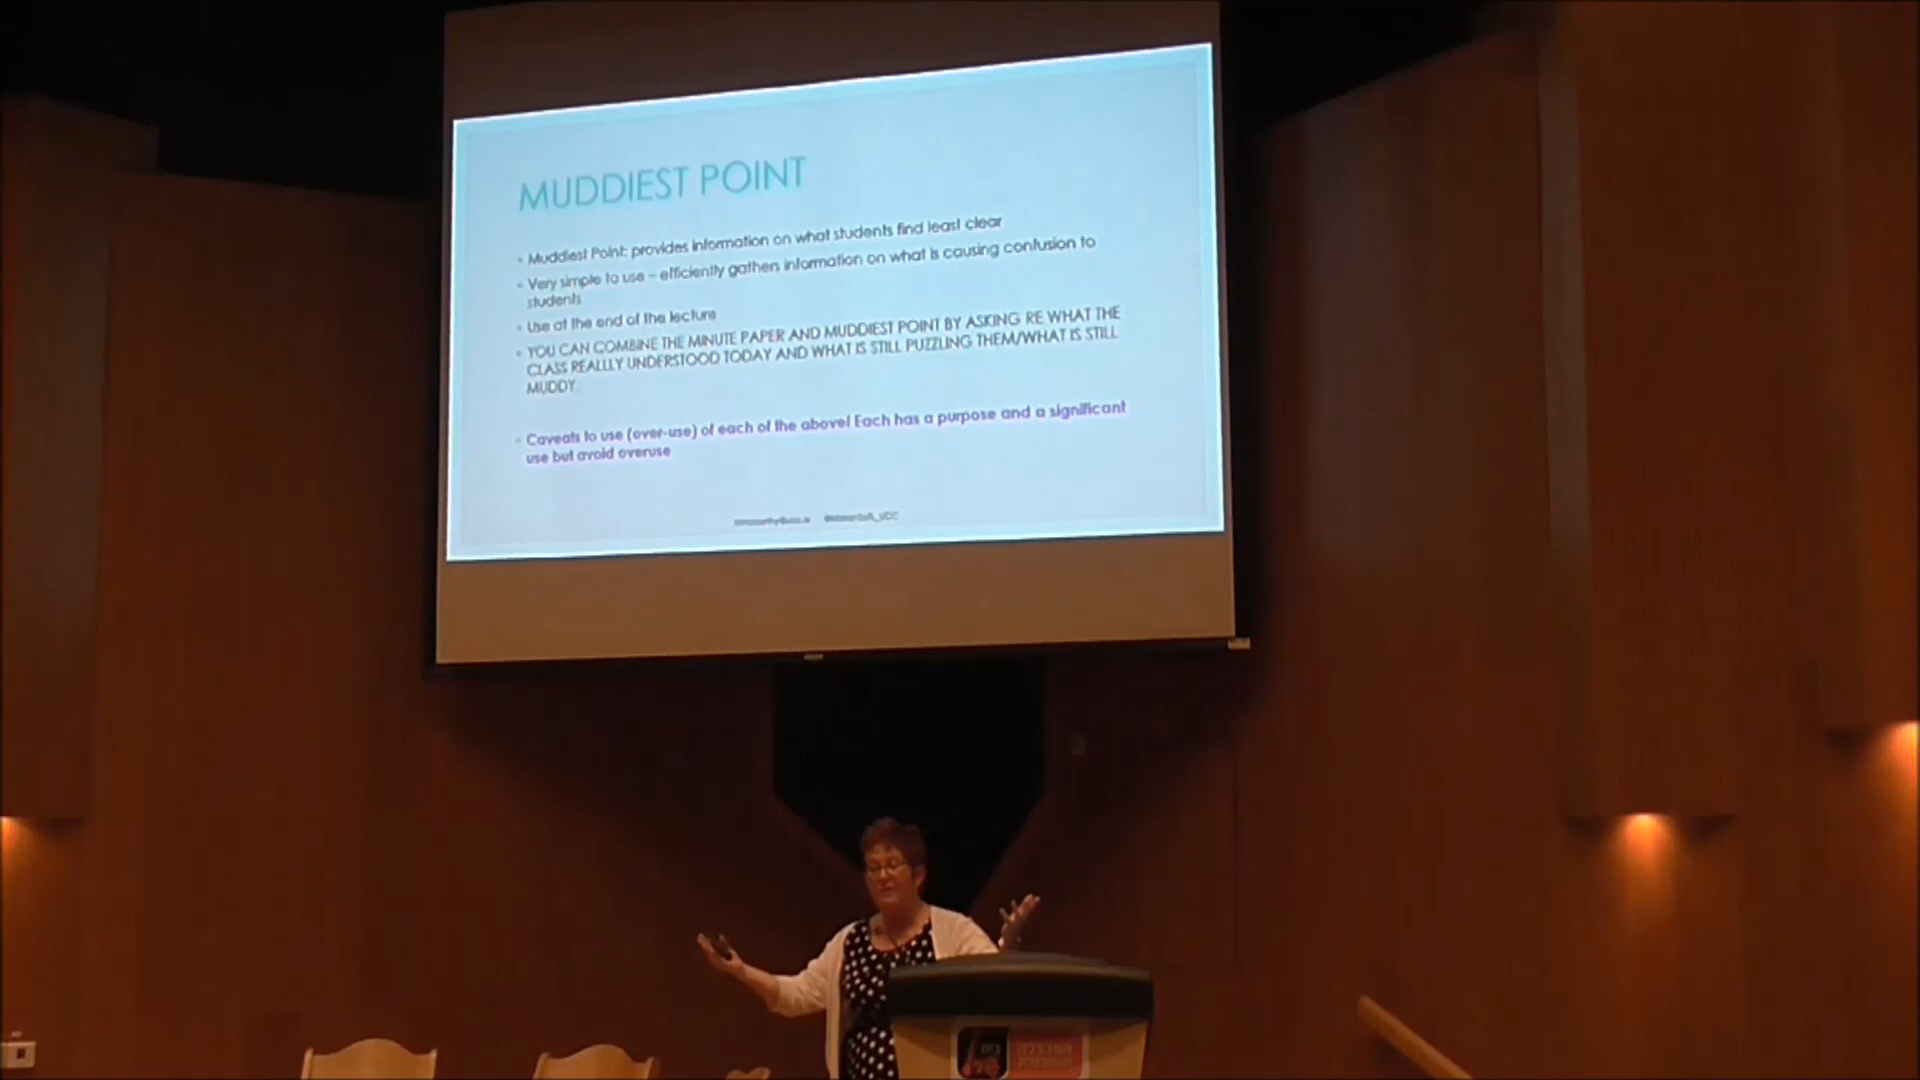 MUDDIEST POINT
Muddiest Point: provides information on what students find least clear
Very simple to use – efficiently gathers information on what is causing confusion to
students
Use at the end of the lecture
YOU CAN COMBINE THE MINUTE PAPER AND MUDDIEST POINT BY ASKING RE WHAT THE
CLASS REALLLY UNDERSTOOD TODAY AND WHAT IS STILL PUZZLING THEM/WHAT IS STILL
MUDDY
Caveats to use (over-use) of each of the above! Each has a purpose and a significant
use but avoid overuse